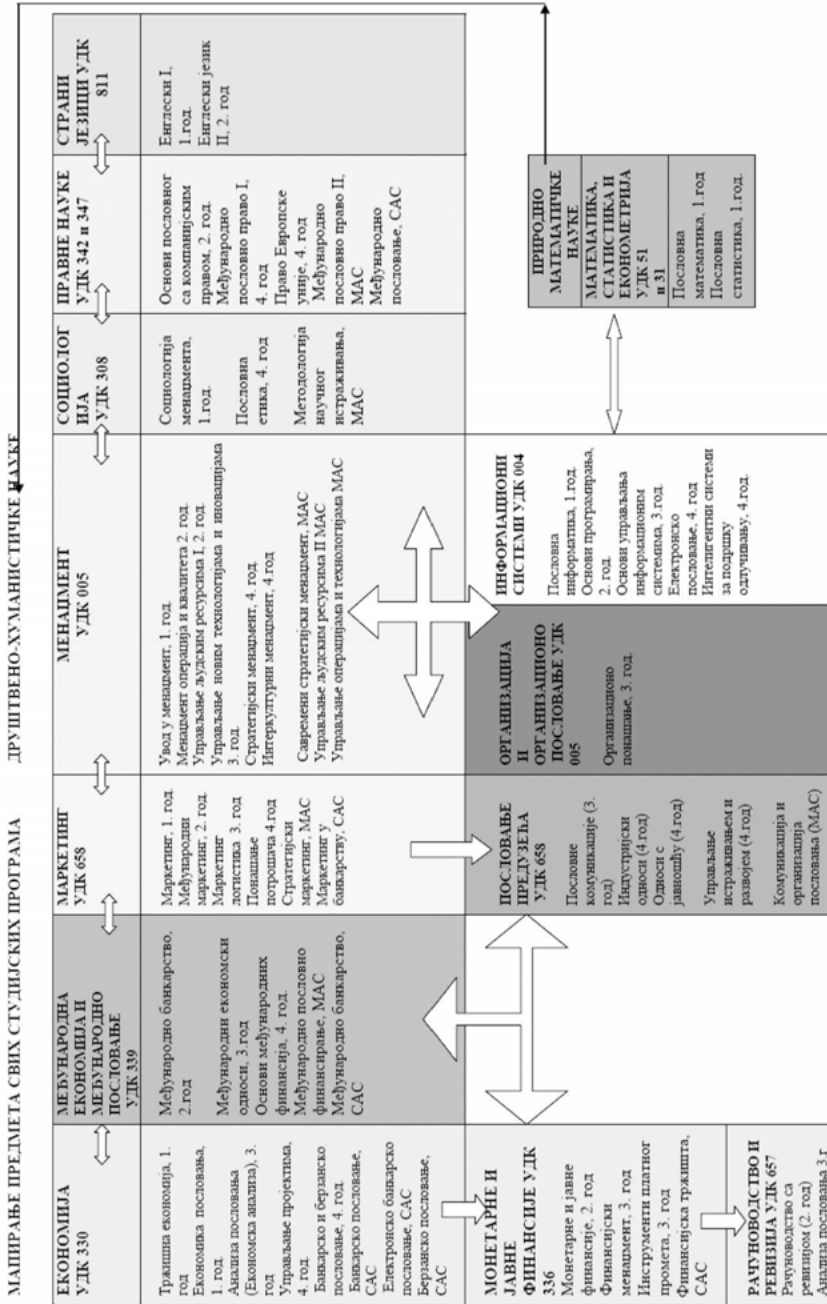 МАПИРАЊЕ ПРЕДМЕТА СВИХ СТУДИЈСКИХ ПРОГРАМА
ДРУШТВЕНО-ХУМАНИСТИЧКЕ НАУКЕ
ЕКОНОМИЈА
УДК 330
Тржишна економија, 1.
год
Економика пословања,
1. год.
Анализа пословања
(Економска анализа), 3.
год
Управљање пројектима,
4. год.
Банкарско и берзанско
пословање, 4. год.
Банкарско пословање,
САС
Електронско банкарско
пословање, САС
Берзанско пословање,
САС
МЕЂУНАРОДНА
ЕКОНОМИЈА И
МЕЂУНАРОДНО
ПОСЛОВАЊЕ
УДК 339
Међународно банкарство,
2.год
Међународни економски
односи, 3.год
Основи међународних
финансија, 4. год.
Међународно пословно
финансирање, МАС
Међународно банкарство,
САС
МАРКЕТИНГ
УДК 658
Маркетинг, 1. год.
Међународни
маркетинг, 2. год.
Маркетинг
логистика 3. год
Понашање
потрошача 4.год
Стратегијски
маркетинг, МАС
Маркетинг у
банкарству, САС
МЕНАЏМЕНТ
УДК 005
Увод у менаџмент, 1. год.
Менаџмент операција и квалитета 2. год.
Управљање људским ресурсима I, 2. год.
Управљање новим технологијама и иновацијама
3. год.
Стратегијски менаџмент, 4. год.
Интеркултурни менаџмент, 4.год
Савремени стратегијски менаџмент, МАС
Управљање људским ресурсима II МАС
Управљање операцијама и технологијама МАС
СОЦИОЛОГ
ИЈА
УДК 308
Социологија
менаџмента,
1.год.
Пословна
етика, 4. год
Методологија
научног
истраживања,
МАС
ПРАВНЕ НАУКЕ
УДК 342 и 347
Основи пословног
са компанијским
правом, 2. год.
Међународно
пословно право I,
4. год
Право Европске
уније, 4. год
Међународно
пословно право II,
МАС
Међународно
пословање, САС
СТРАНИ
ЈЕЗИЦИ УДК
811
Енглески I,
1.год.
Енглески језик
II, 2. год
МОНЕТАРНЕ И
ЈАВНЕ
ФИНАНСИЈЕ УДК
336
Монетарне и јавне
финансије, 2. год
Финансијски
менаџмент, 3. год
Инструменти платног
промета, 3. год
Финансијска тржишта,
САС
РАЧУНОВОДСТВО И
РЕВИЗИЈА УДК 657
Рачуноводство са
ревизијом (2. год)
Анализа пословања 3.г
ПОСЛОВАЊЕ
ПРЕДУЗЕЋА
УДК 658
Пословне
комуникације (3.
год)
Индустријски
односи (4.год)
Односи с
јавношћу (4.год)
Управљање
истраживањем и
развојем (4.год)
Комуникација и
организација
пословања (МАС)
ОРГАНИЗАЦИЈА
И
ОРГАНИЗАЦИОНО
ПОСЛОВАЊЕ УДК
005
Организационо
понашање, 3. год.
ИНФОРМАЦИОНИ
СИСТЕМИ УДК 004
Пословна
информатика, 1.год.
Основи програмирања,
2. год.
Основи управљања
информационим
системима, 3.год.
Електронско
пословање, 4. год
Интелигентни системи
за подршку
одлучивању, 4.год.
ПРИРОДНО
МАТЕМАТИЧКЕ
НАУКЕ
МАТЕМАТИКА,
СТАТИСТИКА И
ЕКОНОМЕТРИЈА
УДК 51
и 31
Пословна
математика, 1.год
Пословна
статистика, 1.год.